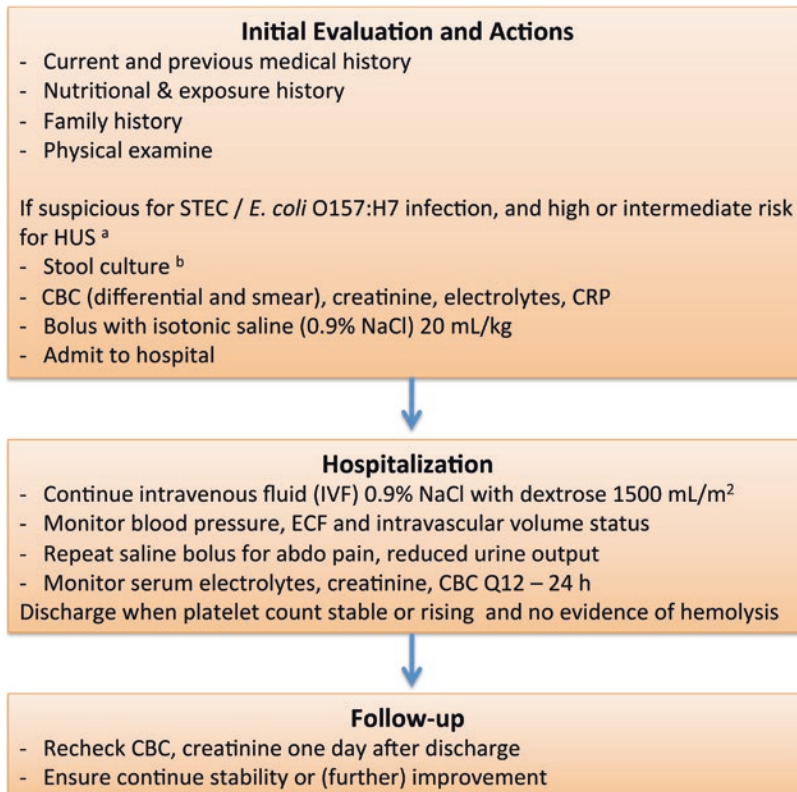 Initial Evaluation and Actions
- Current and previous medical history
- Nutritional & exposure history
- Family history
- Physical examine
If suspicious for STEC / E. coli O157:H7 infection, and high or intermediate risk
for HUS ᵃ
- Stool culture ᵇ
- CBC (differential and smear), creatinine, electrolytes, CRP
- Bolus with isotonic saline (0.9% NaCl) 20 mL/kg
- Admit to hospital
Hospitalization
- Continue intravenous fluid (IVF) 0.9% NaCl with dextrose 1500 mL/m²
- Monitor blood pressure, ECF and intravascular volume status
- Repeat saline bolus for abdo pain, reduced urine output
- Monitor serum electrolytes, creatinine, CBC Q12 – 24 h
Discharge when platelet count stable or rising and no evidence of hemolysis
Follow-up
- Recheck CBC, creatinine one day after discharge
- Ensure continue stability or (further) improvement